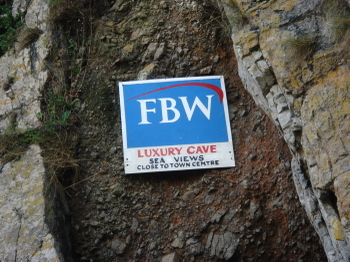 FBW
LUXURY CAVE
SEA VIEWS
CLOSE TO TOWN CENTRE